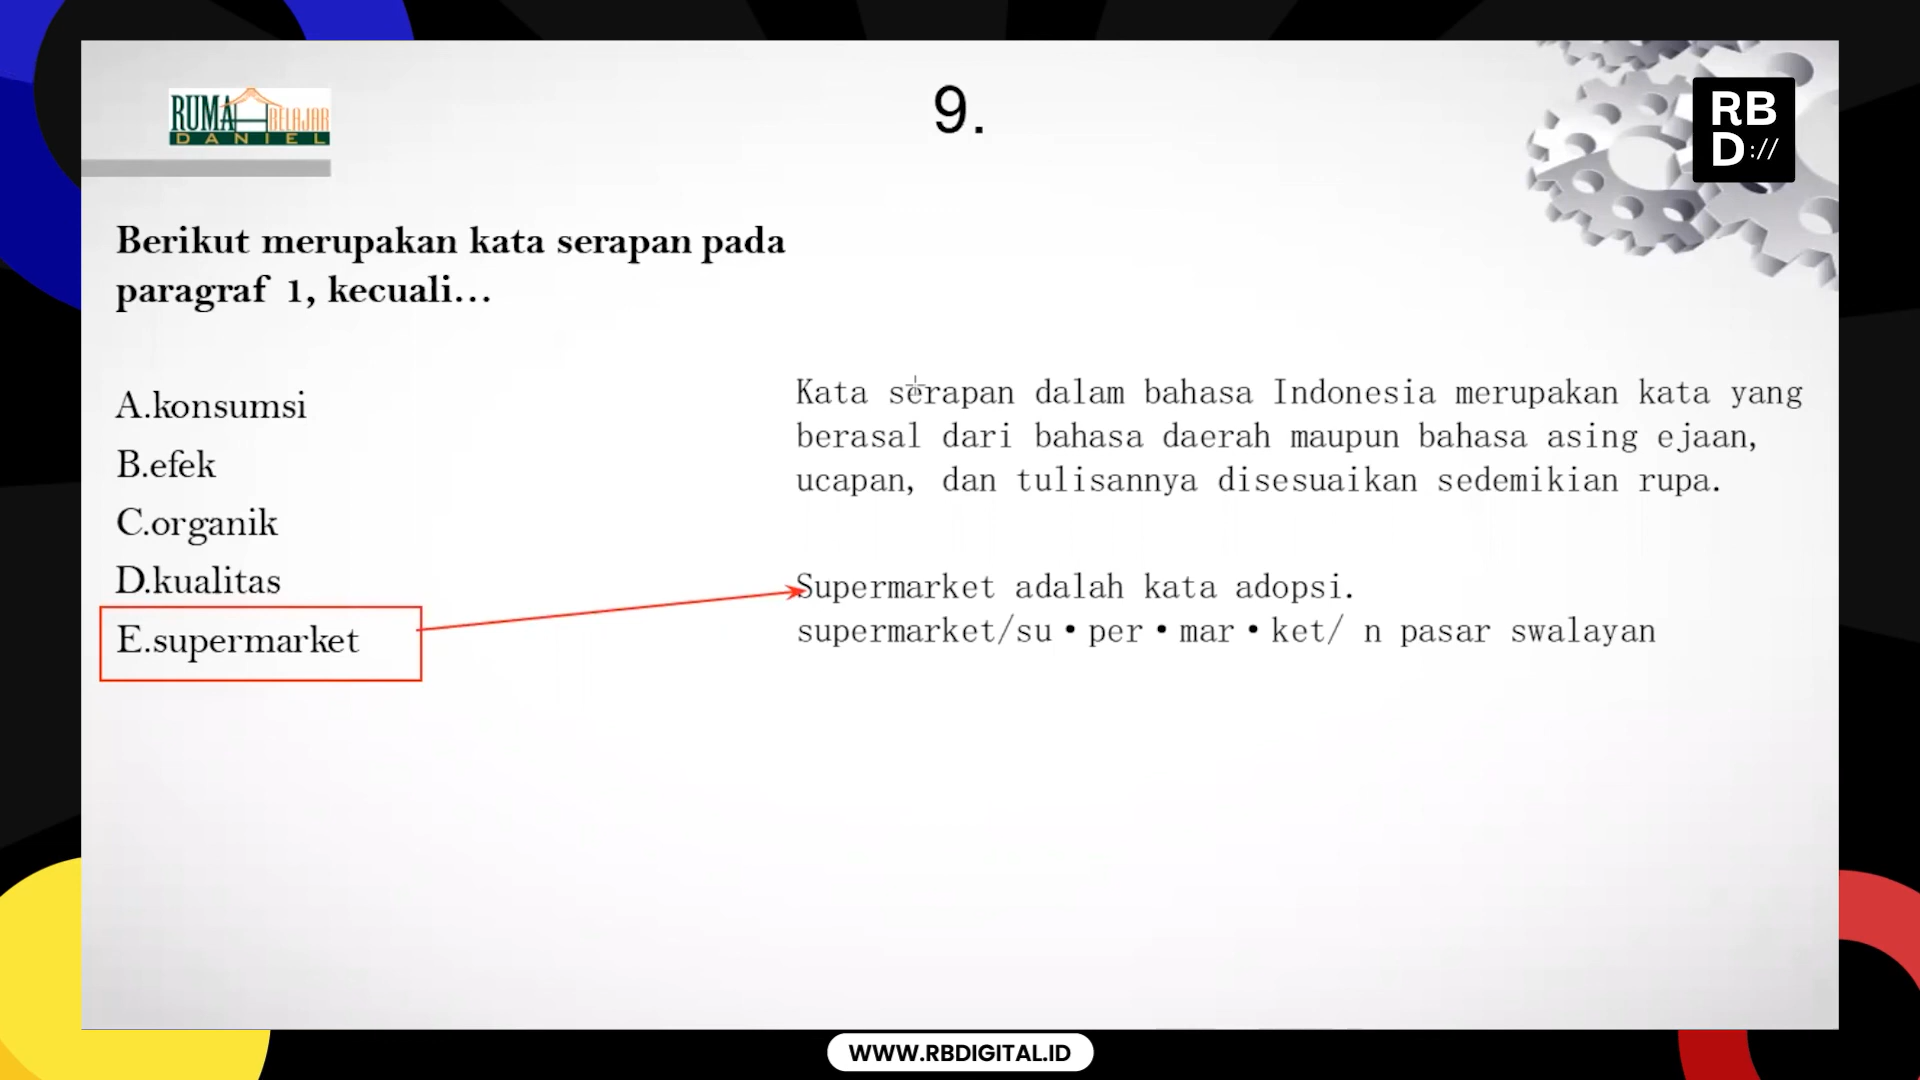 RUMA BELAJAR
DANIEL
9.
RB
D://
Berikut merupakan kata serapan pada
paragraf 1, kecuali...
A.konsumsi
B.efek
C.organik
D.kualitas
E.supermarket
Kata serapan dalam bahasa Indonesia merupakan kata yang
berasal dari bahasa daerah maupun bahasa asing ejaan,
ucapan, dan tulisannya disesuaikan sedemikian rupa.
Supermarket adalah kata adopsi.
supermarket/su•per•mar•ket/ n pasar swalayan
WWW.RBDIGITAL.ID